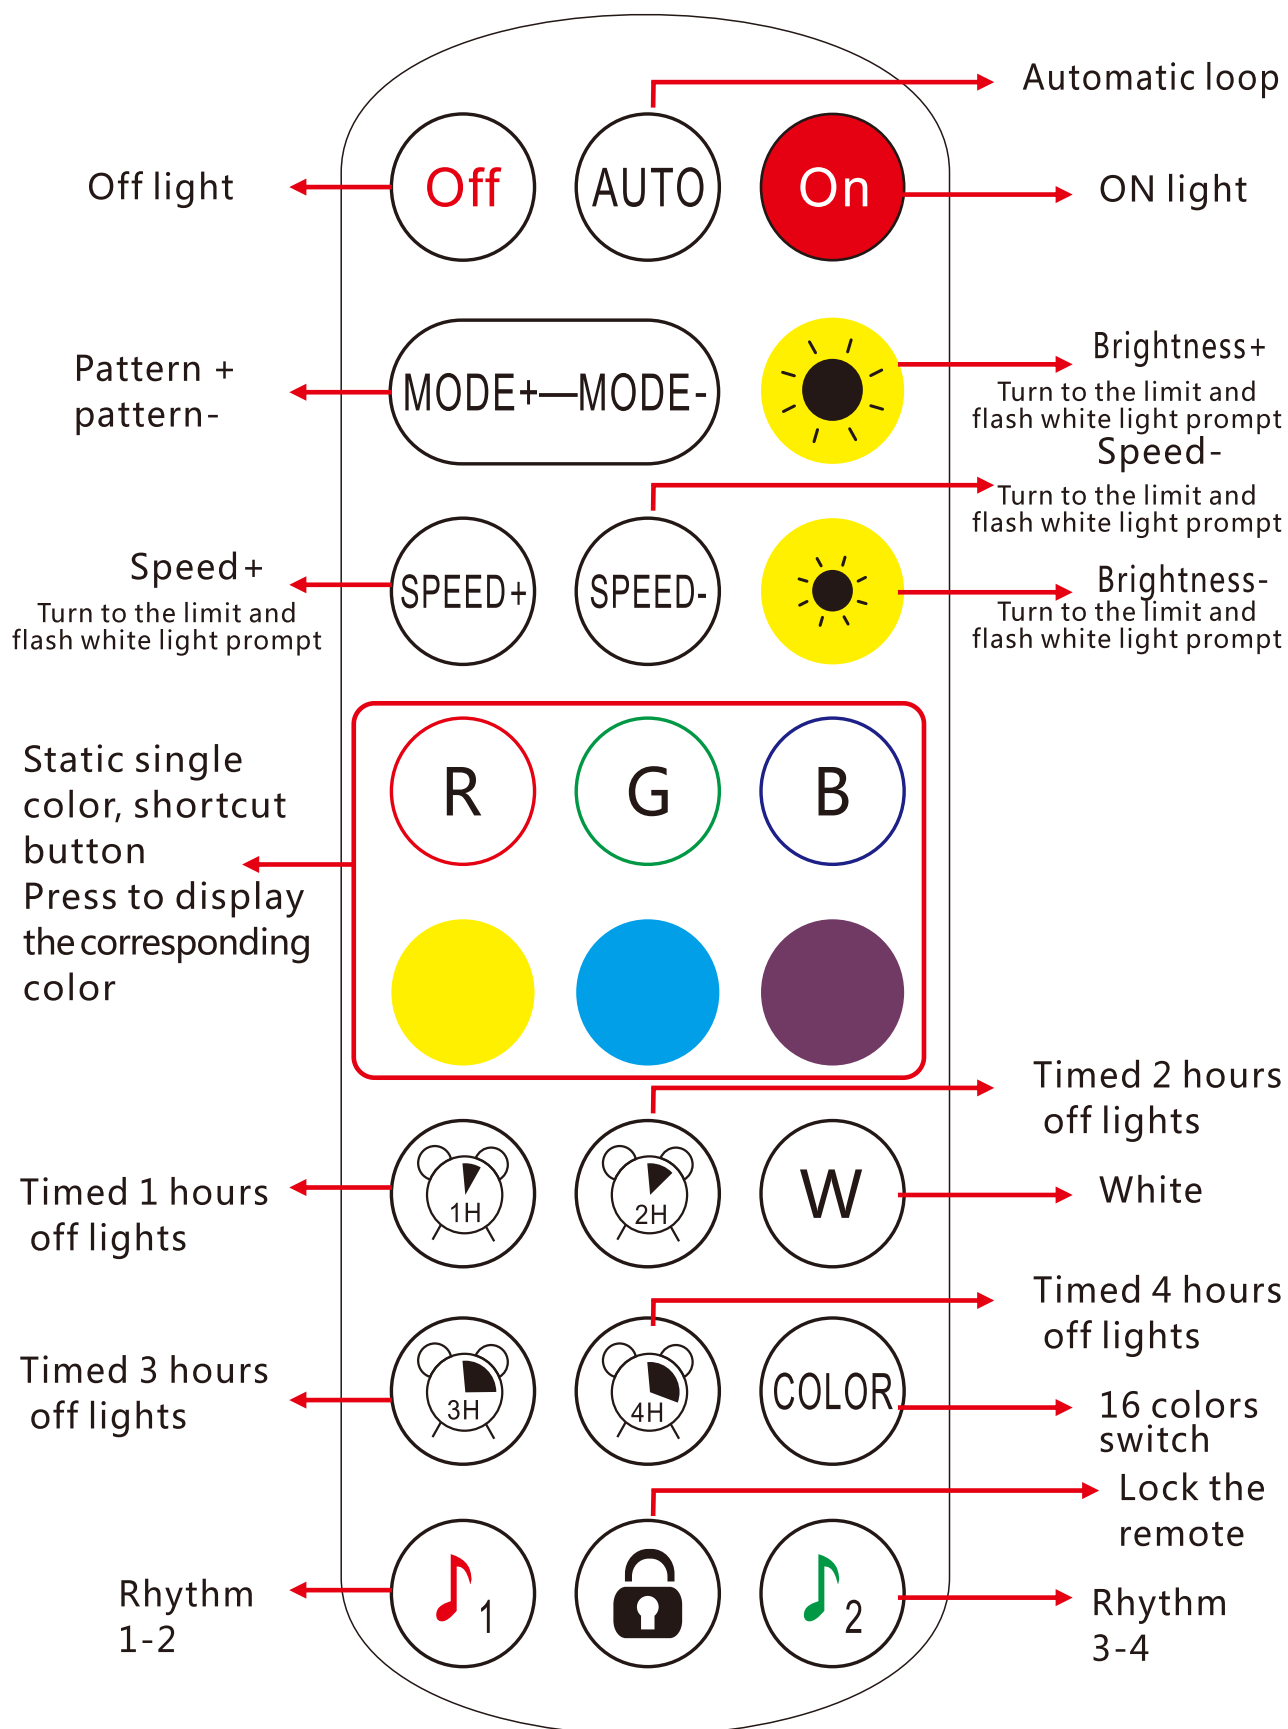 Automatic loop
Off light
Off
AUTO
On
ON light
Pattern +
pattern-
MODE+—MODE-
Brightness+
Turn to the limit and
flash white light prompt
Speed-
Turn to the limit and
flash white light prompt
Speed+
Turn to the limit and
flash white light prompt
SPEED+
SPEED-
Brightness-
Turn to the limit and
flash white light prompt
Static single
color, shortcut
button
Press to display
the corresponding
color
R
G
B
Timed 2 hours
off lights
Timed 1 hours
off lights
1H
2H
W
White
Timed 4 hours
off lights
Timed 3 hours
off lights
3H
4H
COLOR
16 colors
switch
Lock the
remote
Rhythm
1-2
1
2
Rhythm
3-4